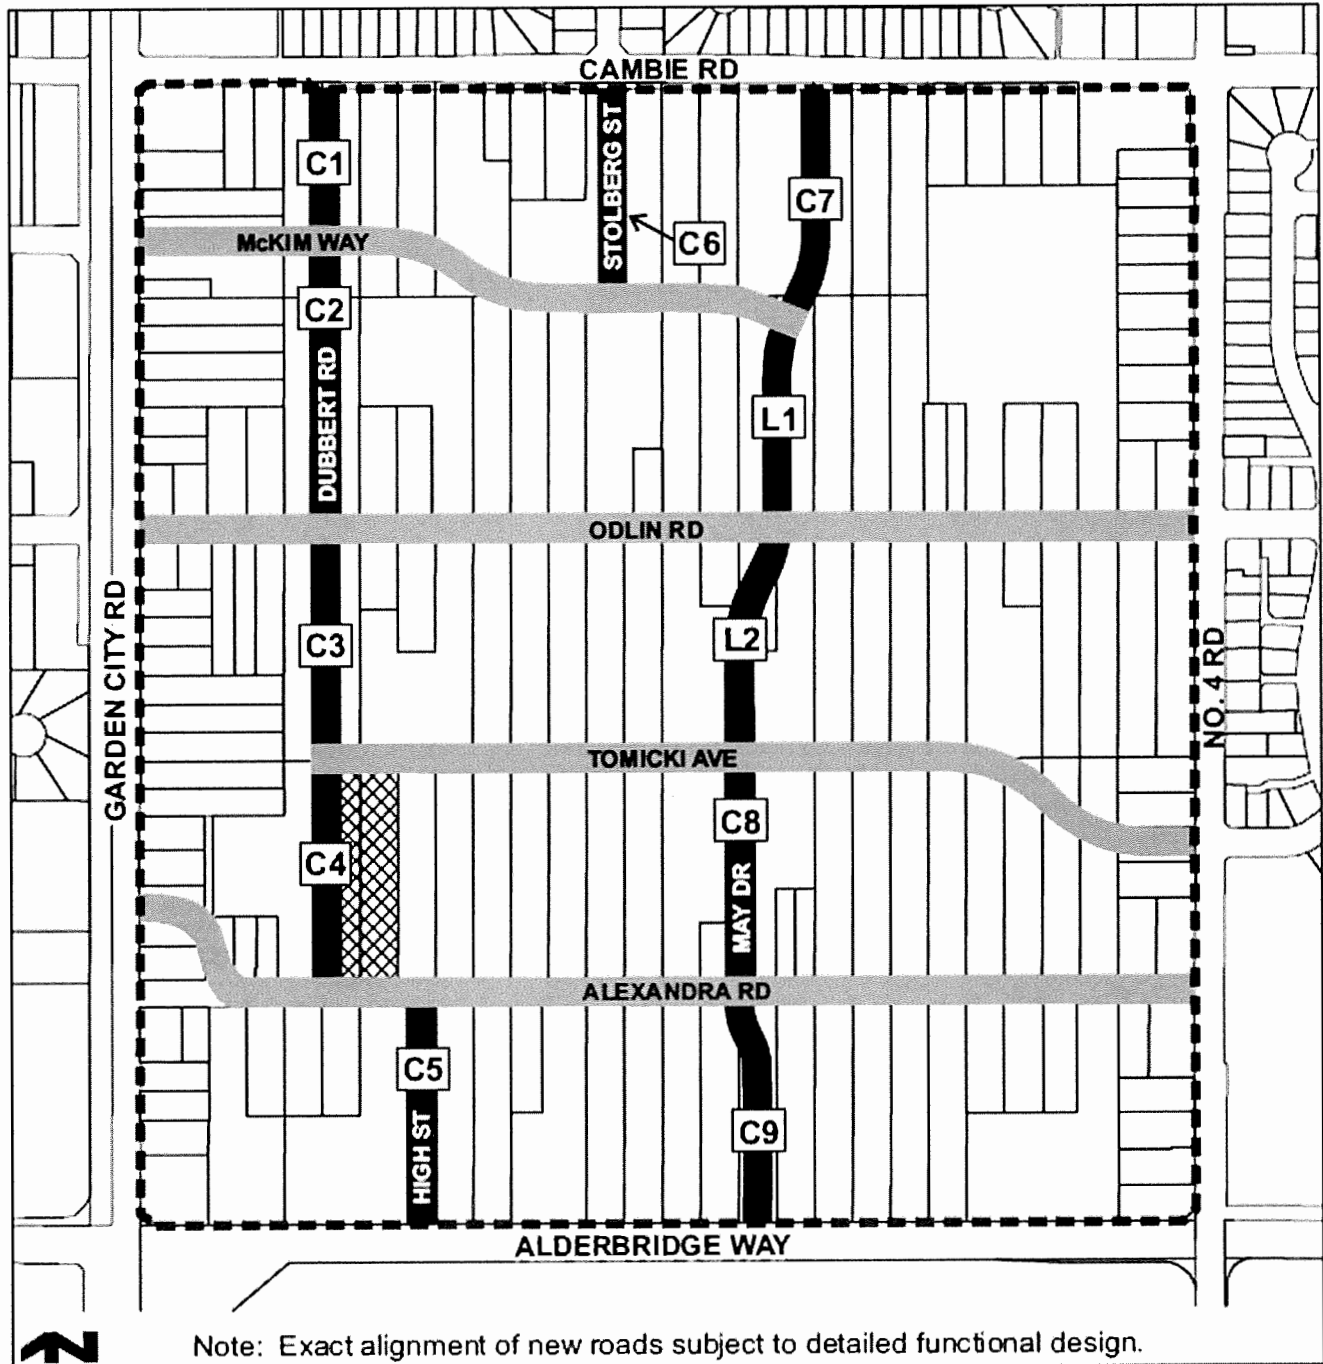 CAMBIE RD
C1
STOLBERG ST
C7
McKIM WAY
C6
C2
DUBBERT RD
L1
ODLIN RD
GARDEN CITY RD
C3
L2
NO. 4 RD
TOMICKI AVE
C8
C4
MAY DR
ALEXANDRA RD
C5
C9
HIGH ST
ALDERBRIDGE WAY
N
Note: Exact alignment of new roads subject to detailed functional design.